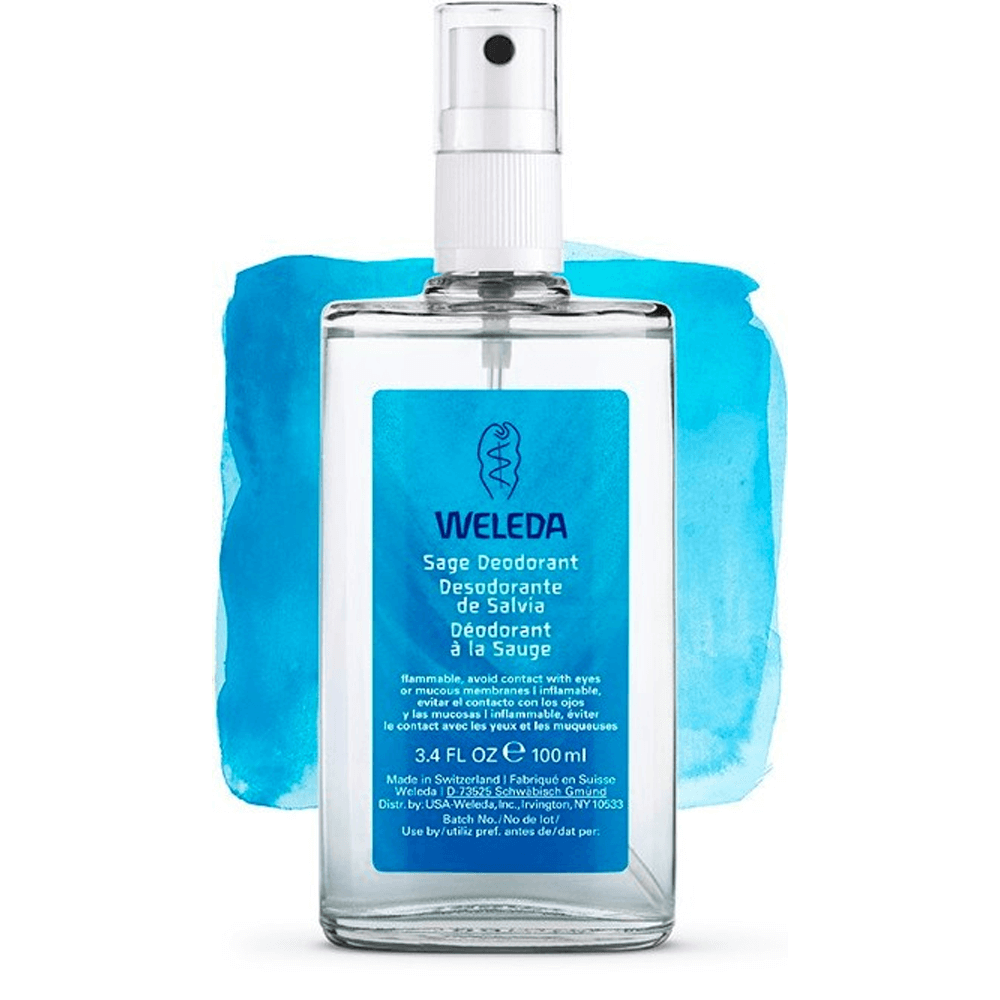 WELEDA
Sage Deodorant
Desodorante
de Salvia
Déodorant
à la Sauge
flammable, avoid contact with eyes
or mucous membranes | inflamable,
evitar el contacto con los ojos
y las mucosas | inflammable, éviter
le contact avec les yeux et les muqueuses
3.4 FL OZ ℮ 100 ml
Made in Switzerland | Fabriqué en Suisse
Weleda | D-73525 Schwäbisch Gmünd
Distr. by: USA-Weleda, Inc., Irvington, NY 10533
Batch No./No de lot/
Use by/utiliz pref. antes de/dat per: